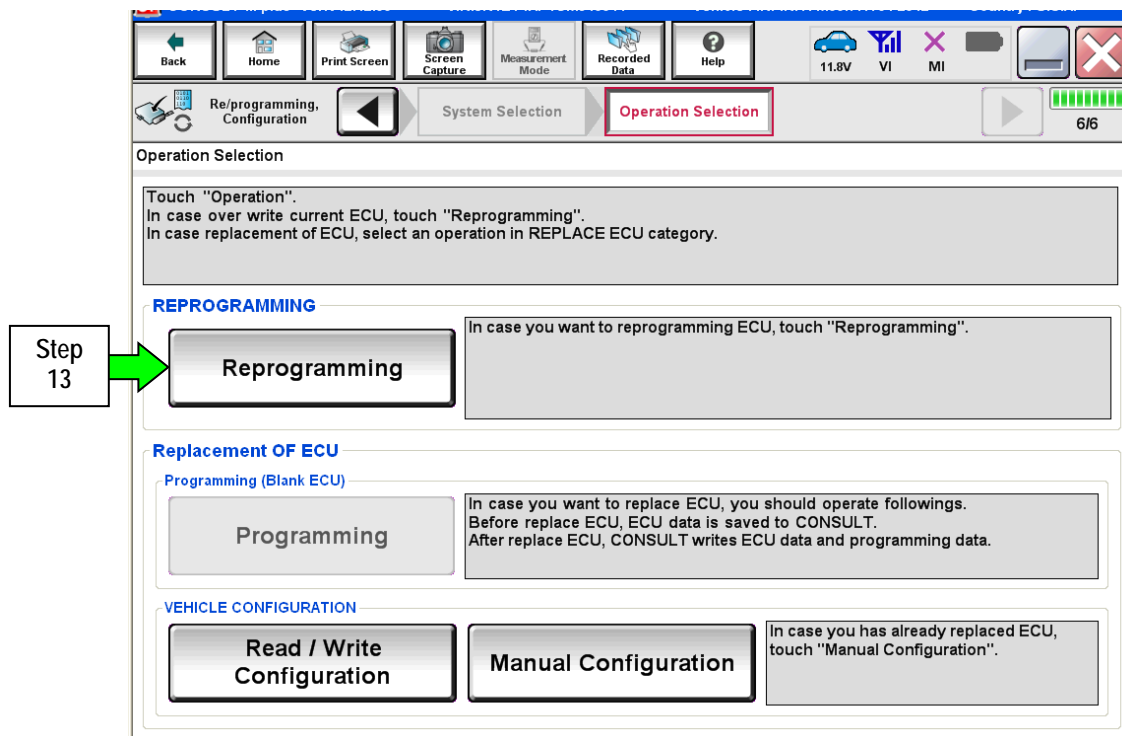 Back
Home
Print Screen
Screen
Capture
Measurement
Mode
Recorded
Data
Help
11.8V
VI
MI
Re/programming,
Configuration
System Selection
Operation Selection
6/6
Operation Selection
Touch "Operation".
In case over write current ECU, touch "Reprogramming".
In case replacement of ECU, select an operation in REPLACE ECU category.
REPROGRAMMING
Step
13
Reprogramming
In case you want to reprogramming ECU, touch "Reprogramming".
Replacement OF ECU
Programming (Blank ECU)
Programming
In case you want to replace ECU, you should operate followings.
Before replace ECU, ECU data is saved to CONSULT.
After replace ECU, CONSULT writes ECU data and programming data.
VEHICLE CONFIGURATION
Read / Write
Configuration
Manual Configuration
In case you has already replaced ECU,
touch "Manual Configuration".